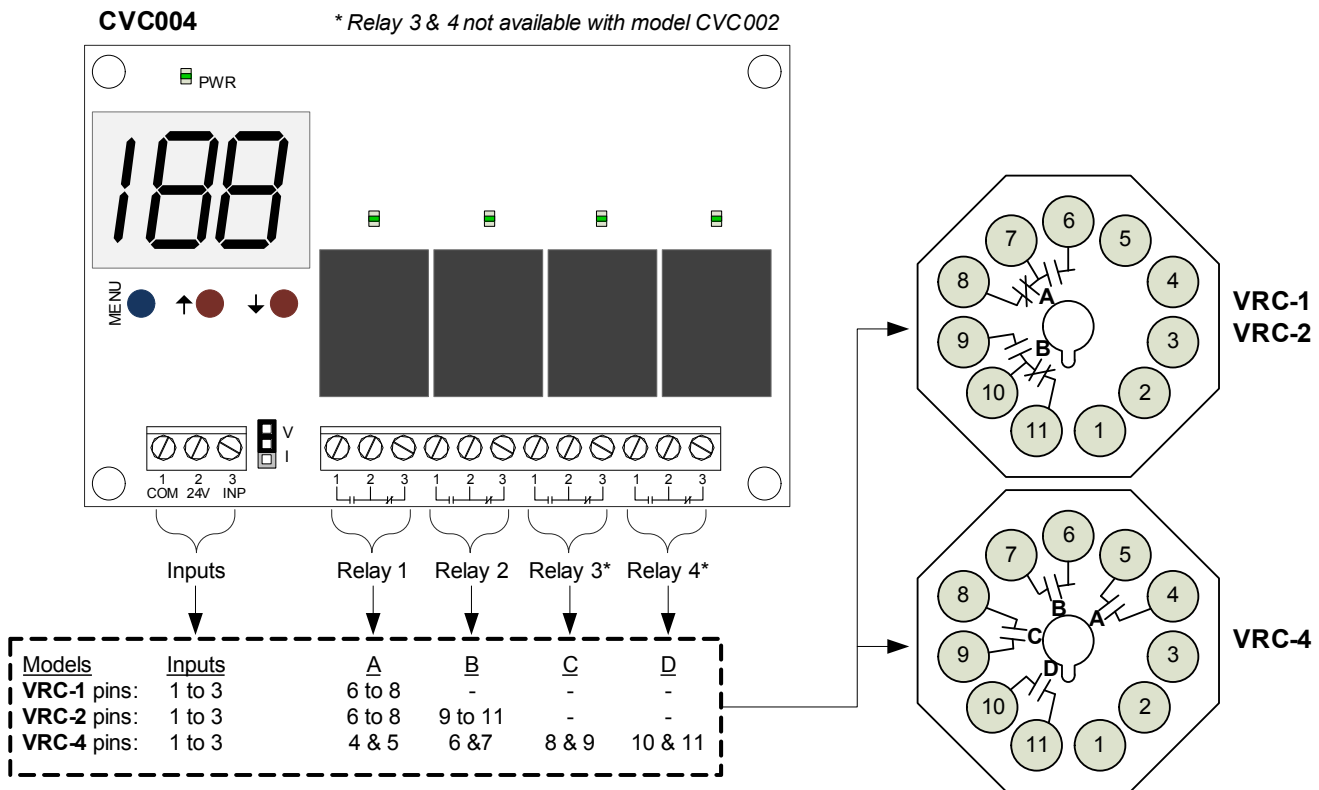 CVC004
* Relay 3 & 4 not available with model CVC002
PWR
188
MENU
V
I
1 2 3
COM 24V INP
1 2 3
1 2 3
1 2 3
1 2 3
Inputs
Relay 1
Relay 2
Relay 3*
Relay 4*
Models Inputs A B C D
VRC-1 pins: 1 to 3 6 to 8 - - -
VRC-2 pins: 1 to 3 6 to 8 9 to 11 - -
VRC-4 pins: 1 to 3 4 & 5 6 &7 8 & 9 10 & 11
6
7
5
8
4
A
9
3
B
10
2
11
1
VRC-1
VRC-2
6
7
5
8
4
B
A
C
9
3
D
10
2
11
1
VRC-4